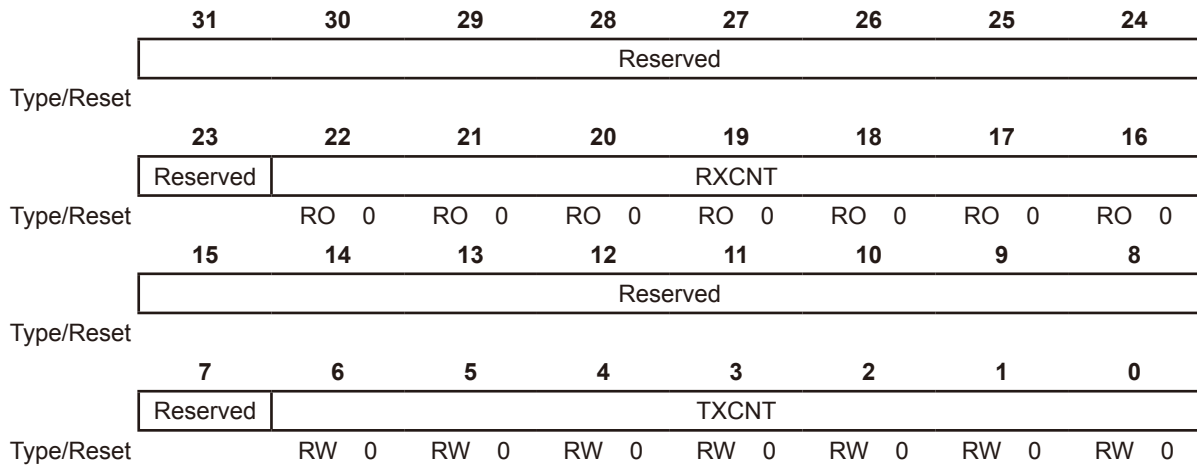 31 30 29 28 27 26 25 24
Reserved
Type/Reset
23 22 21 20 19 18 17 16
Reserved RXCNT
Type/Reset RO 0 RO 0 RO 0 RO 0 RO 0 RO 0 RO 0
15 14 13 12 11 10 9 8
Reserved
Type/Reset
7 6 5 4 3 2 1 0
Reserved TXCNT
Type/Reset RW 0 RW 0 RW 0 RW 0 RW 0 RW 0 RW 0